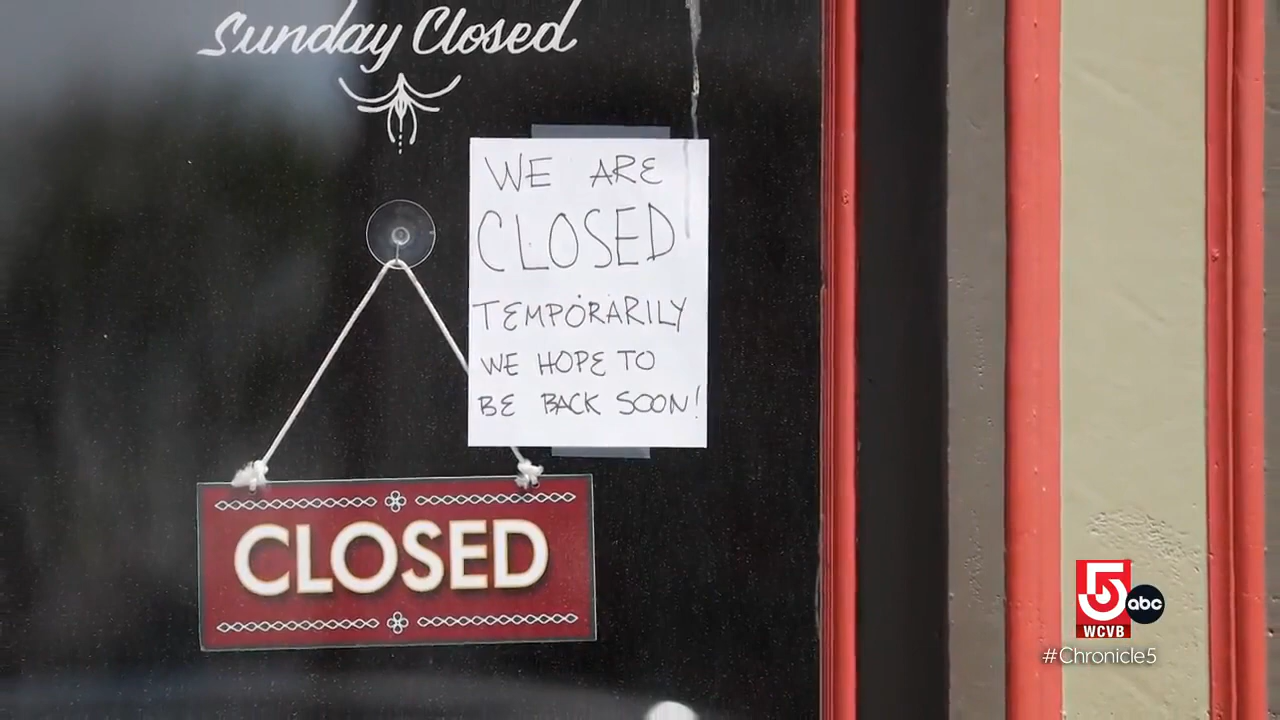 Sunday Closed
WE ARE
CLOSED
TEMPORARILY
WE HOPE TO
BE BACK SOON!
CLOSED
5
abc
WCVB
#Chronicle5